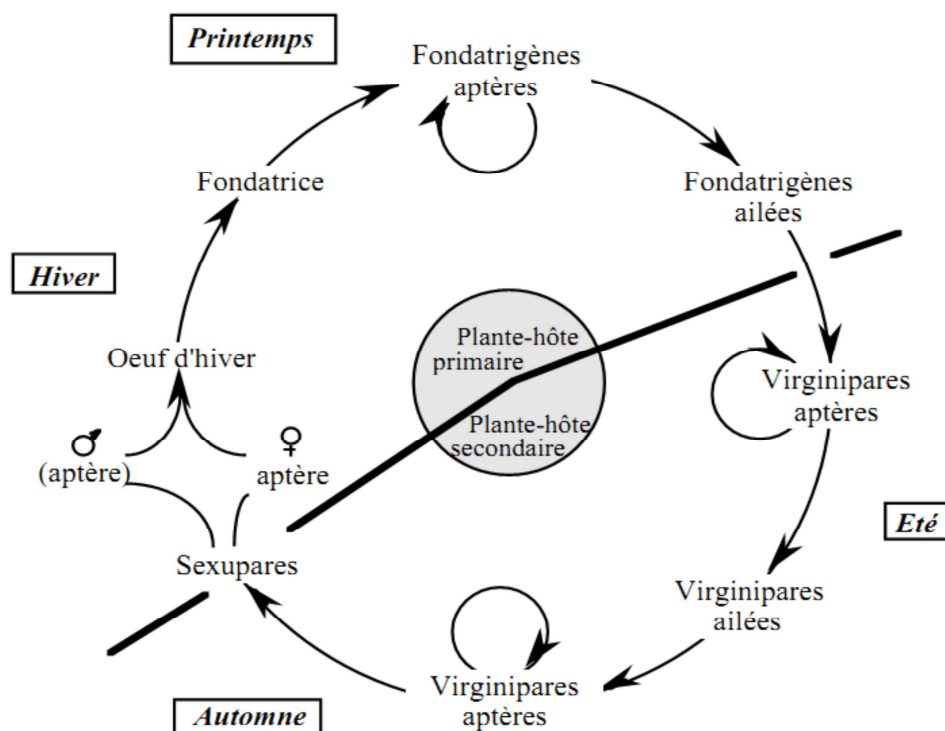 Printemps
Fondatrigènes
aptères
Fondatrice
Fondatrigènes
ailées
Hiver
Plante-hôte
primaire
Oeuf d'hiver
Virginipares
aptères
Plante-hôte
secondaire
♂
(aptère)
♀
aptère
Eté
Sexupares
Virginipares
ailées
Virginipares
aptères
Automne